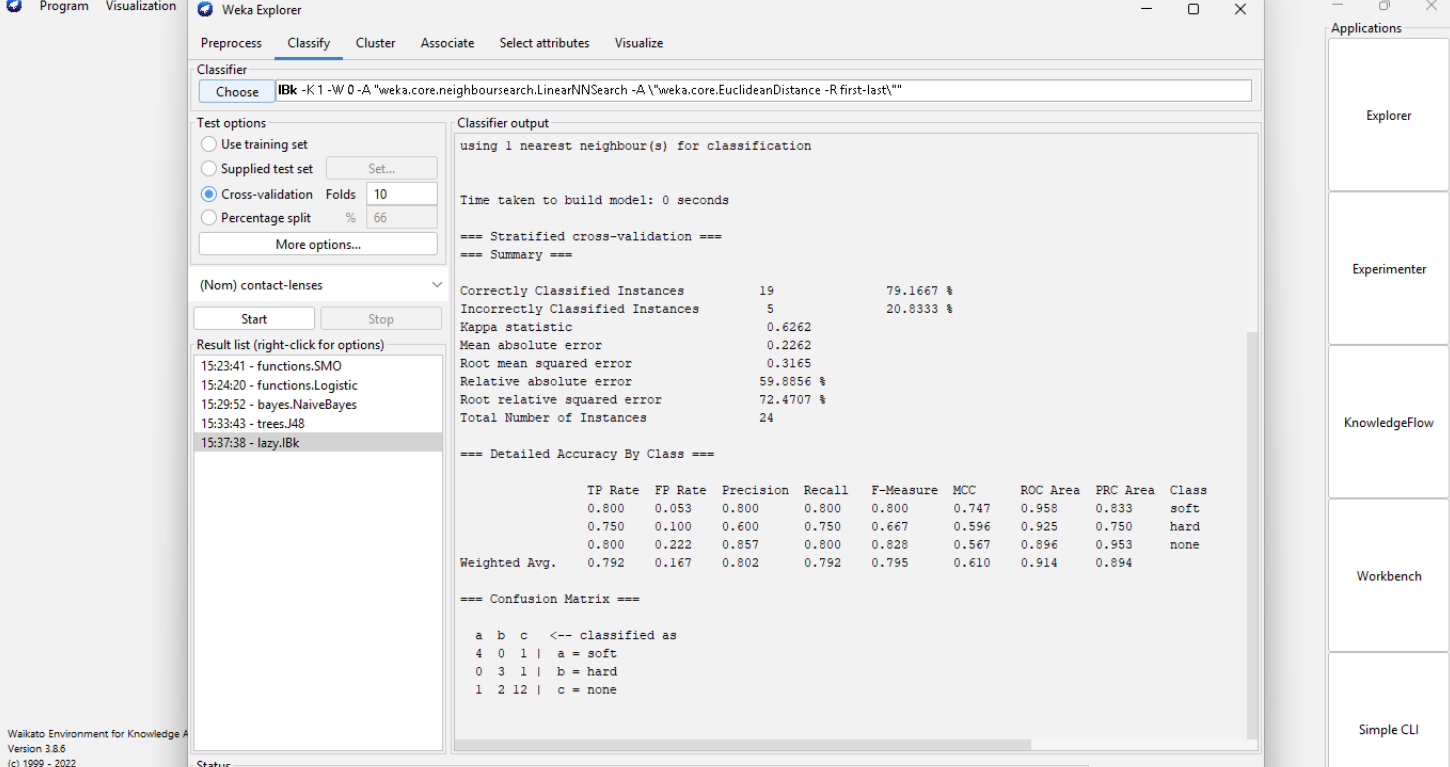 Program Visualization
Weka Explorer
Preprocess Classify Cluster Associate Select attributes Visualize
Classifier
Choose IBk -K 1 -W 0 -A "weka.core.neighboursearch.LinearNNSearch -A \"weka.core.EuclideanDistance -R first-last\""
Test options
Use training set
Supplied test set Set...
Cross-validation Folds 10
Percentage split % 66
More options...
(Nom) contact-lenses
Start Stop
Result list (right-click for options)
15:23:41 - functions.SMO
15:24:20 - functions.Logistic
15:29:52 - bayes.NaiveBayes
15:33:43 - trees.J48
15:37:38 - lazy.IBk
Classifier output
using 1 nearest neighbour(s) for classification
Time taken to build model: 0 seconds
=== Stratified cross-validation ===
=== Summary ===
Correctly Classified Instances 19 79.1667 %
Incorrectly Classified Instances 5 20.8333 %
Kappa statistic 0.6262
Mean absolute error 0.2262
Root mean squared error 0.3165
Relative absolute error 59.8856 %
Root relative squared error 72.4707 %
Total Number of Instances 24
=== Detailed Accuracy By Class ===
TP Rate FP Rate Precision Recall F-Measure MCC ROC Area PRC Area Class
0.800 0.053 0.800 0.800 0.800 0.747 0.958 0.833 soft
0.750 0.100 0.600 0.750 0.667 0.596 0.925 0.750 hard
0.800 0.222 0.857 0.800 0.828 0.567 0.896 0.953 none
Weighted Avg. 0.792 0.167 0.802 0.792 0.795 0.610 0.914 0.894
=== Confusion Matrix ===
a b c <-- classified as
4 0 1 | a = soft
0 3 1 | b = hard
1 2 12 | c = none
Status
Waikato Environment for Knowledge A
Version 3.8.6
(c) 1999 - 2022
Applications
Explorer
Experimenter
KnowledgeFlow
Workbench
Simple CLI